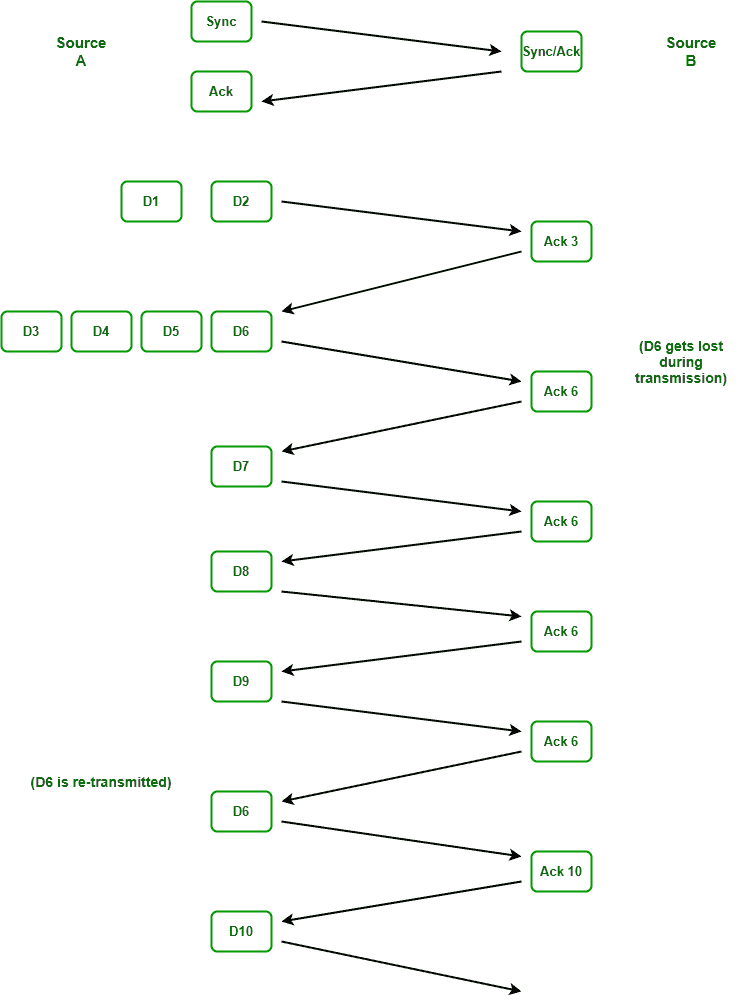 Sync
Source
A
Sync/Ack
Source
B
Ack
D1
D2
Ack 3
D3
D4
D5
D6
(D6 gets lost
during
transmission)
Ack 6
D7
Ack 6
D8
Ack 6
D9
Ack 6
(D6 is re-transmitted)
D6
Ack 10
D10